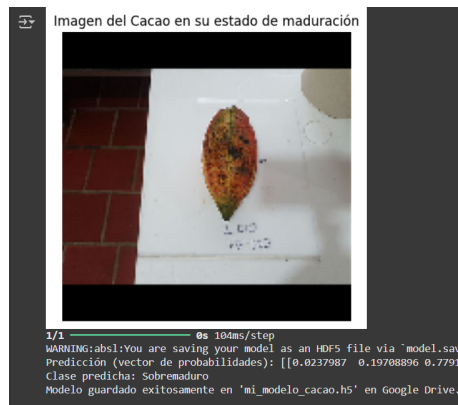 Imagen del Cacao en su estado de maduración
1/1 0s 104ms/step
WARNING:absl:You are saving your model as an HDF5 file via `model.sav
Predicción (vector de probabilidades): [[0.0237987 0.19708896 0.7791
Clase predicha: Sobremaduro
Modelo guardado exitosamente en 'mi_modelo_cacao.h5' en Google Drive.